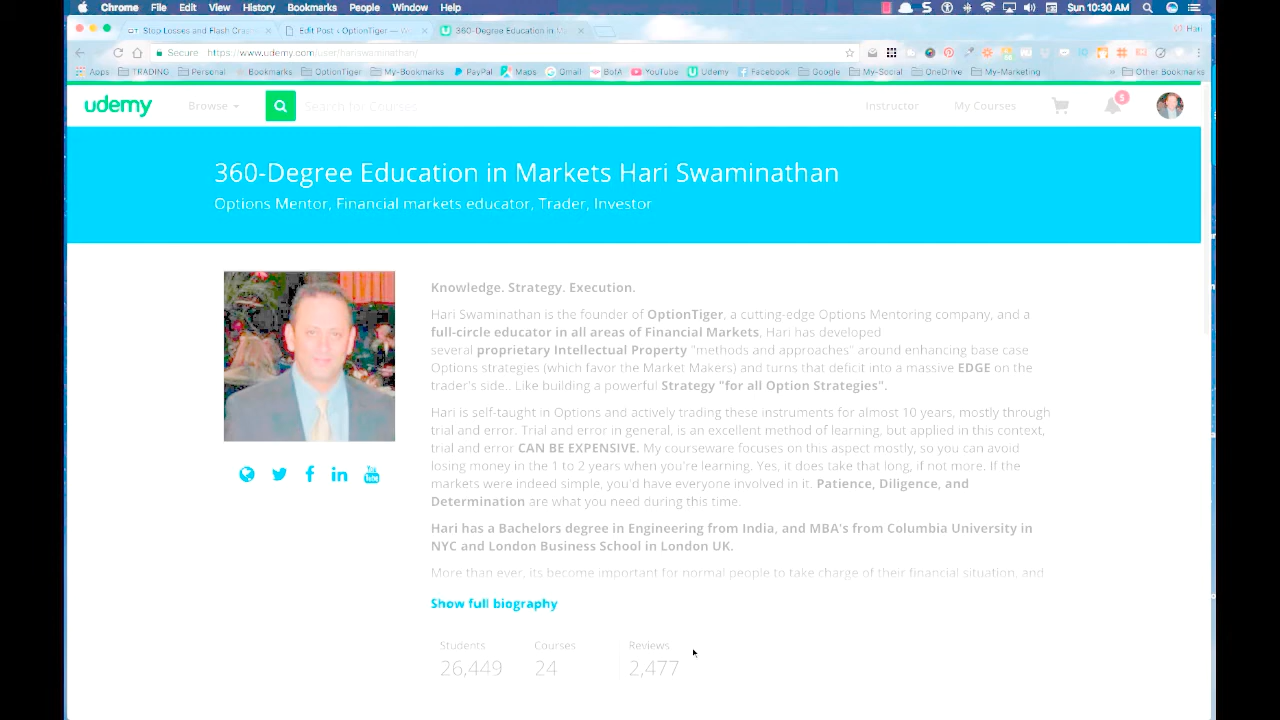 Chrome File Edit View History Bookmarks People Window Help Sun 10:30 AM
Stop Losses and Flash Cras Edit Post ‹ OptionTiger — W 360-Degree Education in M Hari
Secure https://www.udemy.com/user/hariswaminathan/
Apps TRADING Personal Bookmarks OptionTiger My-Bookmarks PayPal Maps Gmail BofA YouTube Udemy Facebook Google My-Social OneDrive My-Marketing Other Bookmarks
udemy Browse Search for Courses Instructor My Courses 5
360-Degree Education in Markets Hari Swaminathan
Options Mentor, Financial markets educator, Trader, Investor
Knowledge. Strategy. Execution.
Hari Swaminathan is the founder of OptionTiger, a cutting-edge Options Mentoring company, and a
full-circle educator in all areas of Financial Markets, Hari has developed
several proprietary Intellectual Property "methods and approaches" around enhancing base case
Options strategies (which favor the Market Makers) and turns that deficit into a massive EDGE on the
trader's side.. Like building a powerful Strategy "for all Option Strategies".
Hari is self-taught in Options and actively trading these instruments for almost 10 years, mostly through
trial and error. Trial and error in general, is an excellent method of learning, but applied in this context,
trial and error CAN BE EXPENSIVE. My courseware focuses on this aspect mostly, so you can avoid
losing money in the 1 to 2 years when you're learning. Yes, it does take that long, if not more. If the
markets were indeed simple, you'd have everyone involved in it. Patience, Diligence, and
Determination are what you need during this time.
Hari has a Bachelors degree in Engineering from India, and MBA's from Columbia University in
NYC and London Business School in London UK.
More than ever, its become important for normal people to take charge of their financial situation, and
Show full biography
Students Courses Reviews
26,449 24 2,477